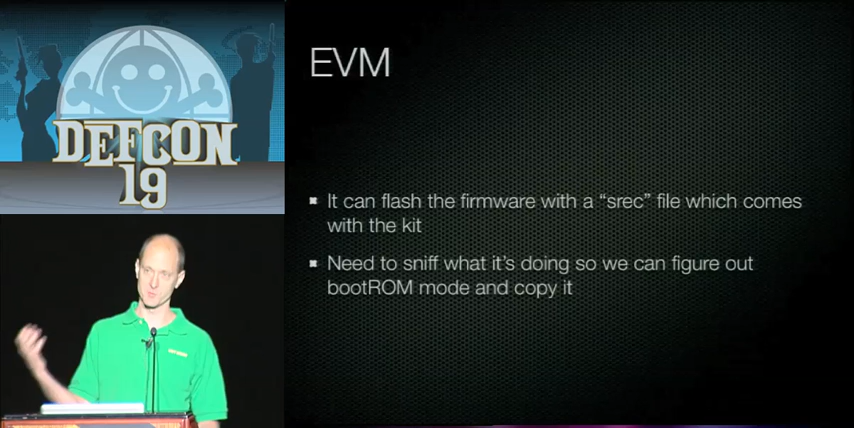 DEFCON
19
EVM
It can flash the firmware with a “srec” file which comes
with the kit
Need to sniff what it's doing so we can figure out
bootROM mode and copy it